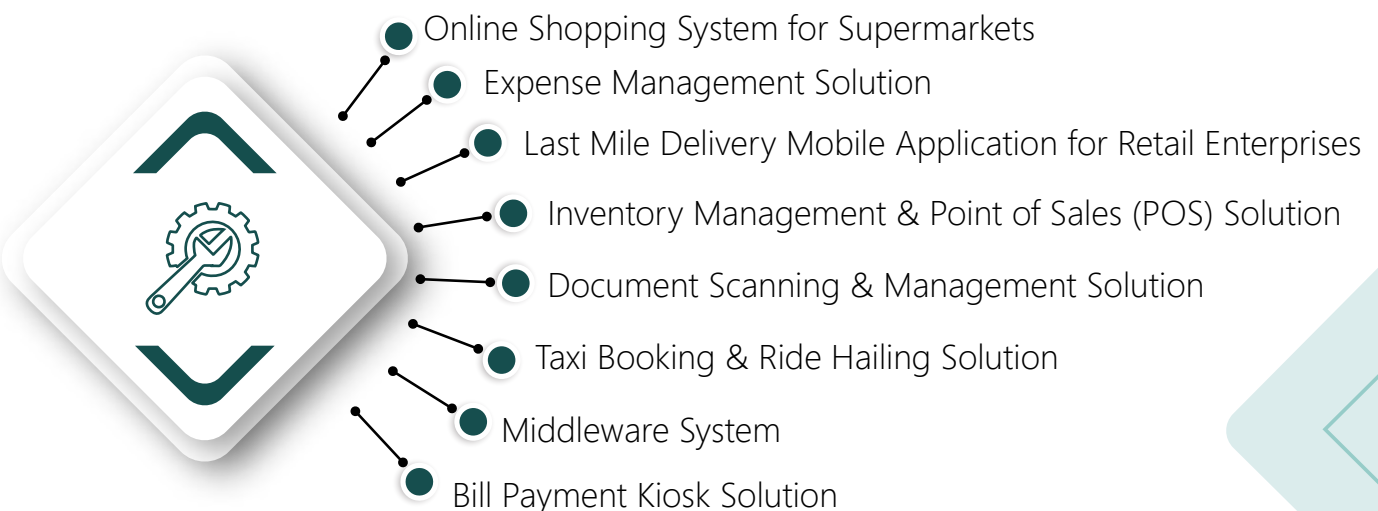 Online Shopping System for Supermarkets
Expense Management Solution
Last Mile Delivery Mobile Application for Retail Enterprises
Inventory Management & Point of Sales (POS) Solution
Document Scanning & Management Solution
Taxi Booking & Ride Hailing Solution
Middleware System
Bill Payment Kiosk Solution